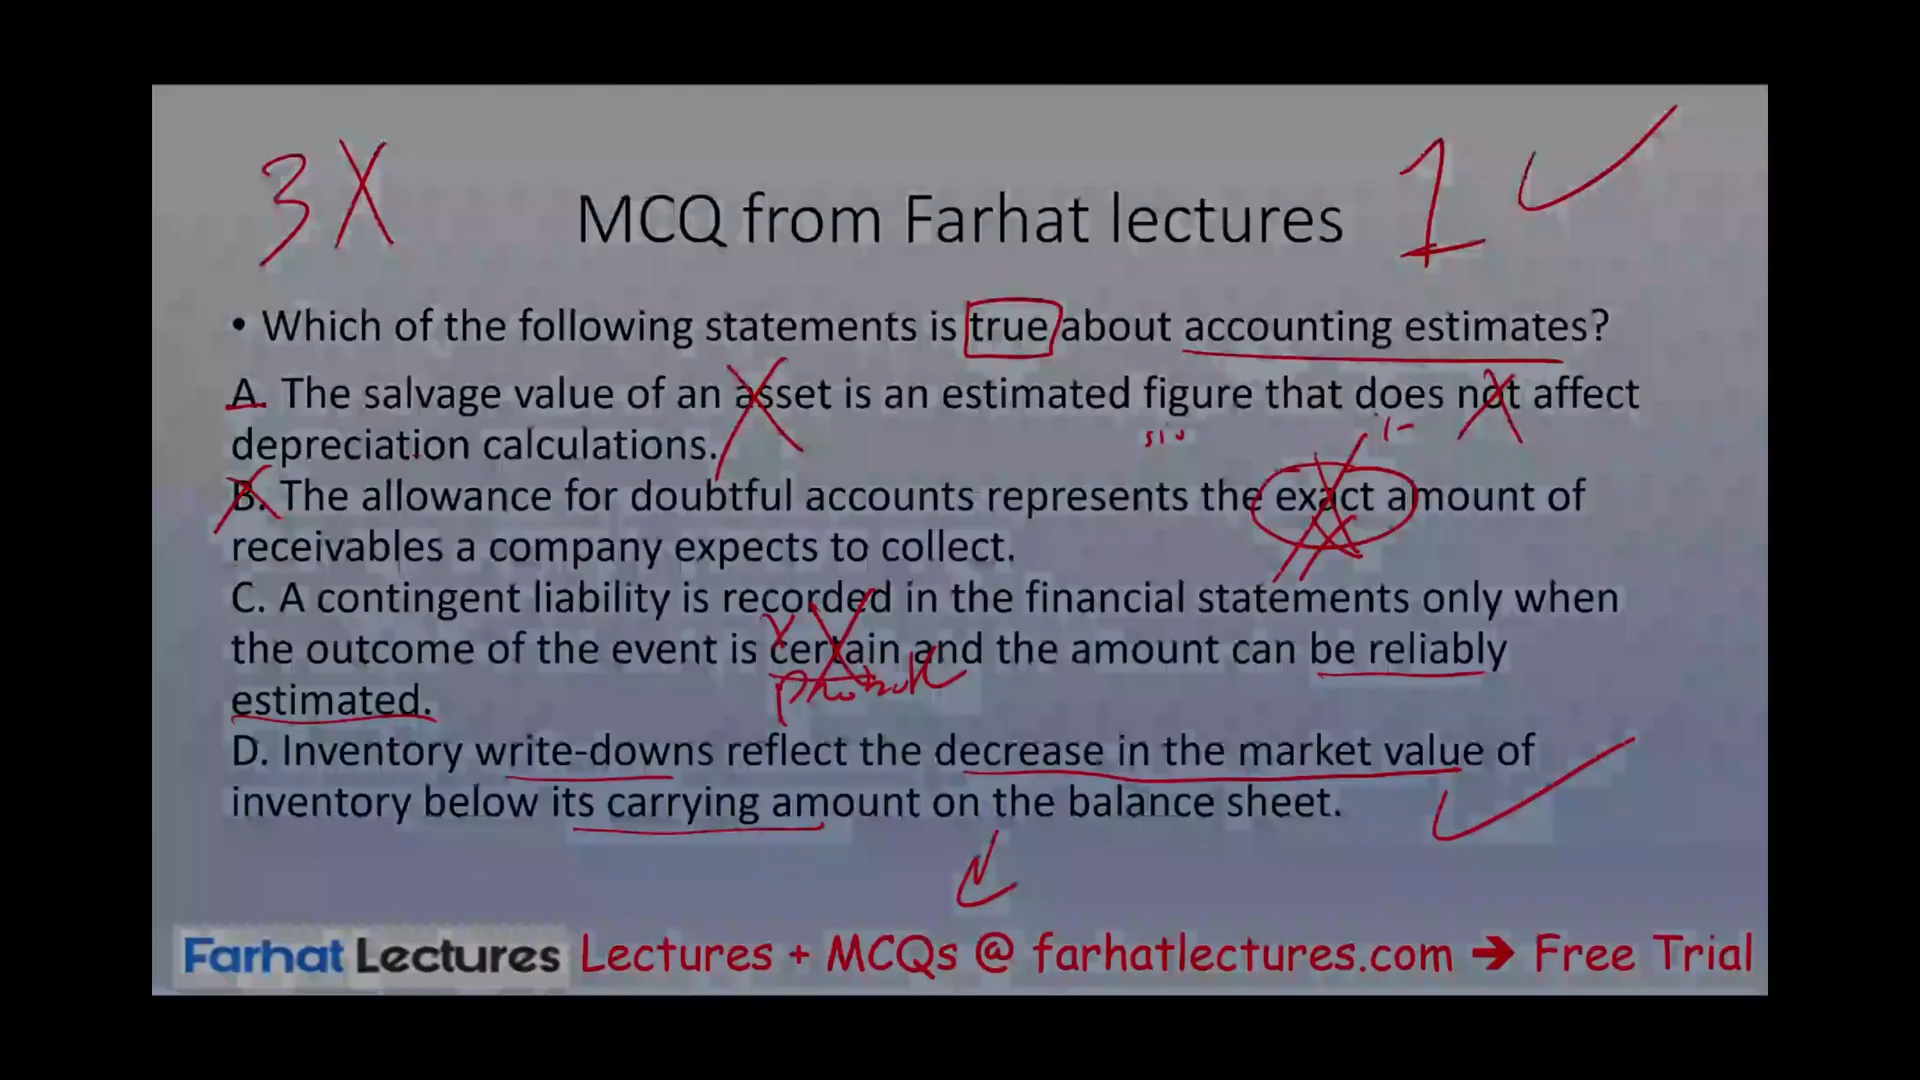 3 X
1
MCQ from Farhat lectures
• Which of the following statements is true about accounting estimates?
A. The salvage value of an asset is an estimated figure that does not affect
depreciation calculations.
B. The allowance for doubtful accounts represents the exact amount of
receivables a company expects to collect.
C. A contingent liability is recorded in the financial statements only when
the outcome of the event is certain and the amount can be reliably
estimated.
D. Inventory write-downs reflect the decrease in the market value of
inventory below its carrying amount on the balance sheet.
Farhat Lectures Lectures + MCQs @ farhatlectures.com → Free Trial